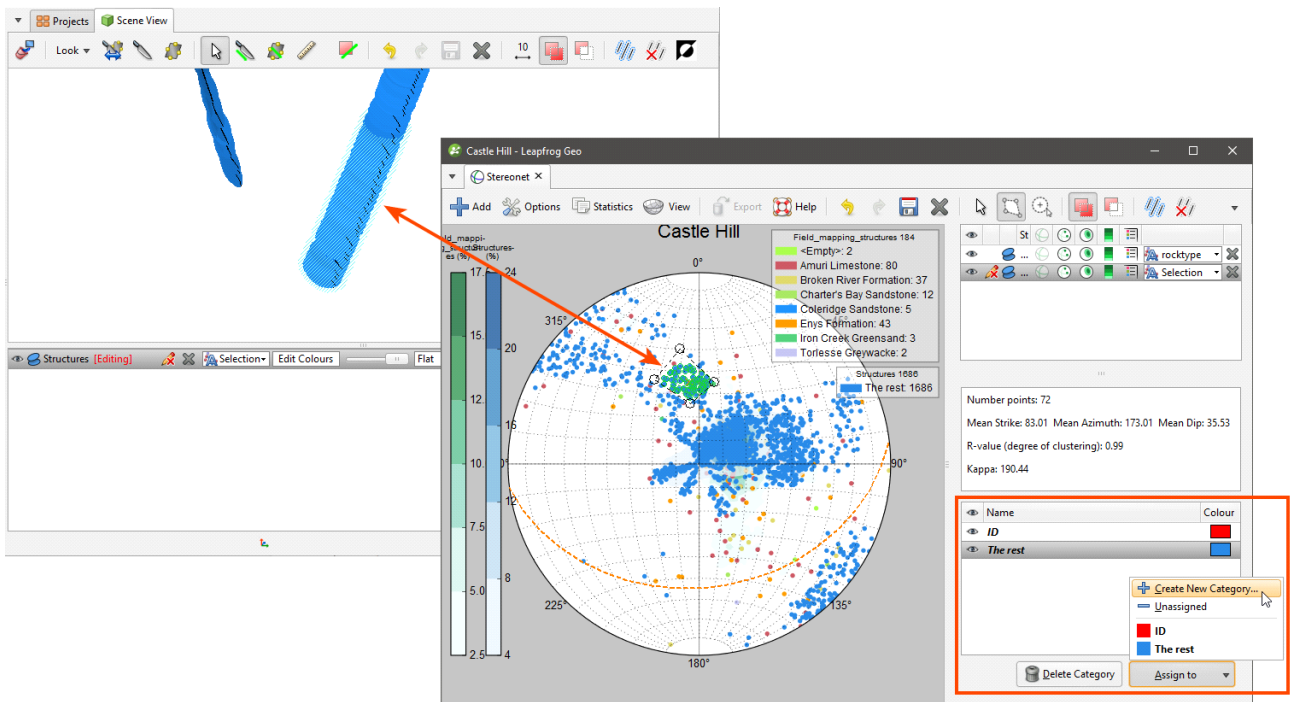 Projects
Scene View
Look
10
Structures [Editing]
Selection
Edit Colours
Flat
Castle Hill - Leapfrog Geo
Stereonet
Add
Options
Statistics
View
Export
Help
Castle Hill
es (%)
(%)
17.
15.
12.
10.
7.5
5.0
2.5
24
20
16
12
8
4
0°
315°
45°
90°
135°
180°
225°
Field_mapping_structures 184
<Empty>: 2
Amuri Limestone: 80
Broken River Formation: 37
Charter's Bay Sandstone: 12
Coleridge Sandstone: 5
Enys Formation: 43
Iron Creek Greensand: 3
Torlesse Greywacke: 2
Structures 1686
The rest: 1686
St
... rocktype
... Selection
Number points: 72
Mean Strike: 83.01 Mean Azimuth: 173.01 Mean Dip: 35.53
R-value (degree of clustering): 0.99
Kappa: 190.44
Name Colour
ID
The rest
Create New Category...
Unassigned
ID
The rest
Delete Category
Assign to